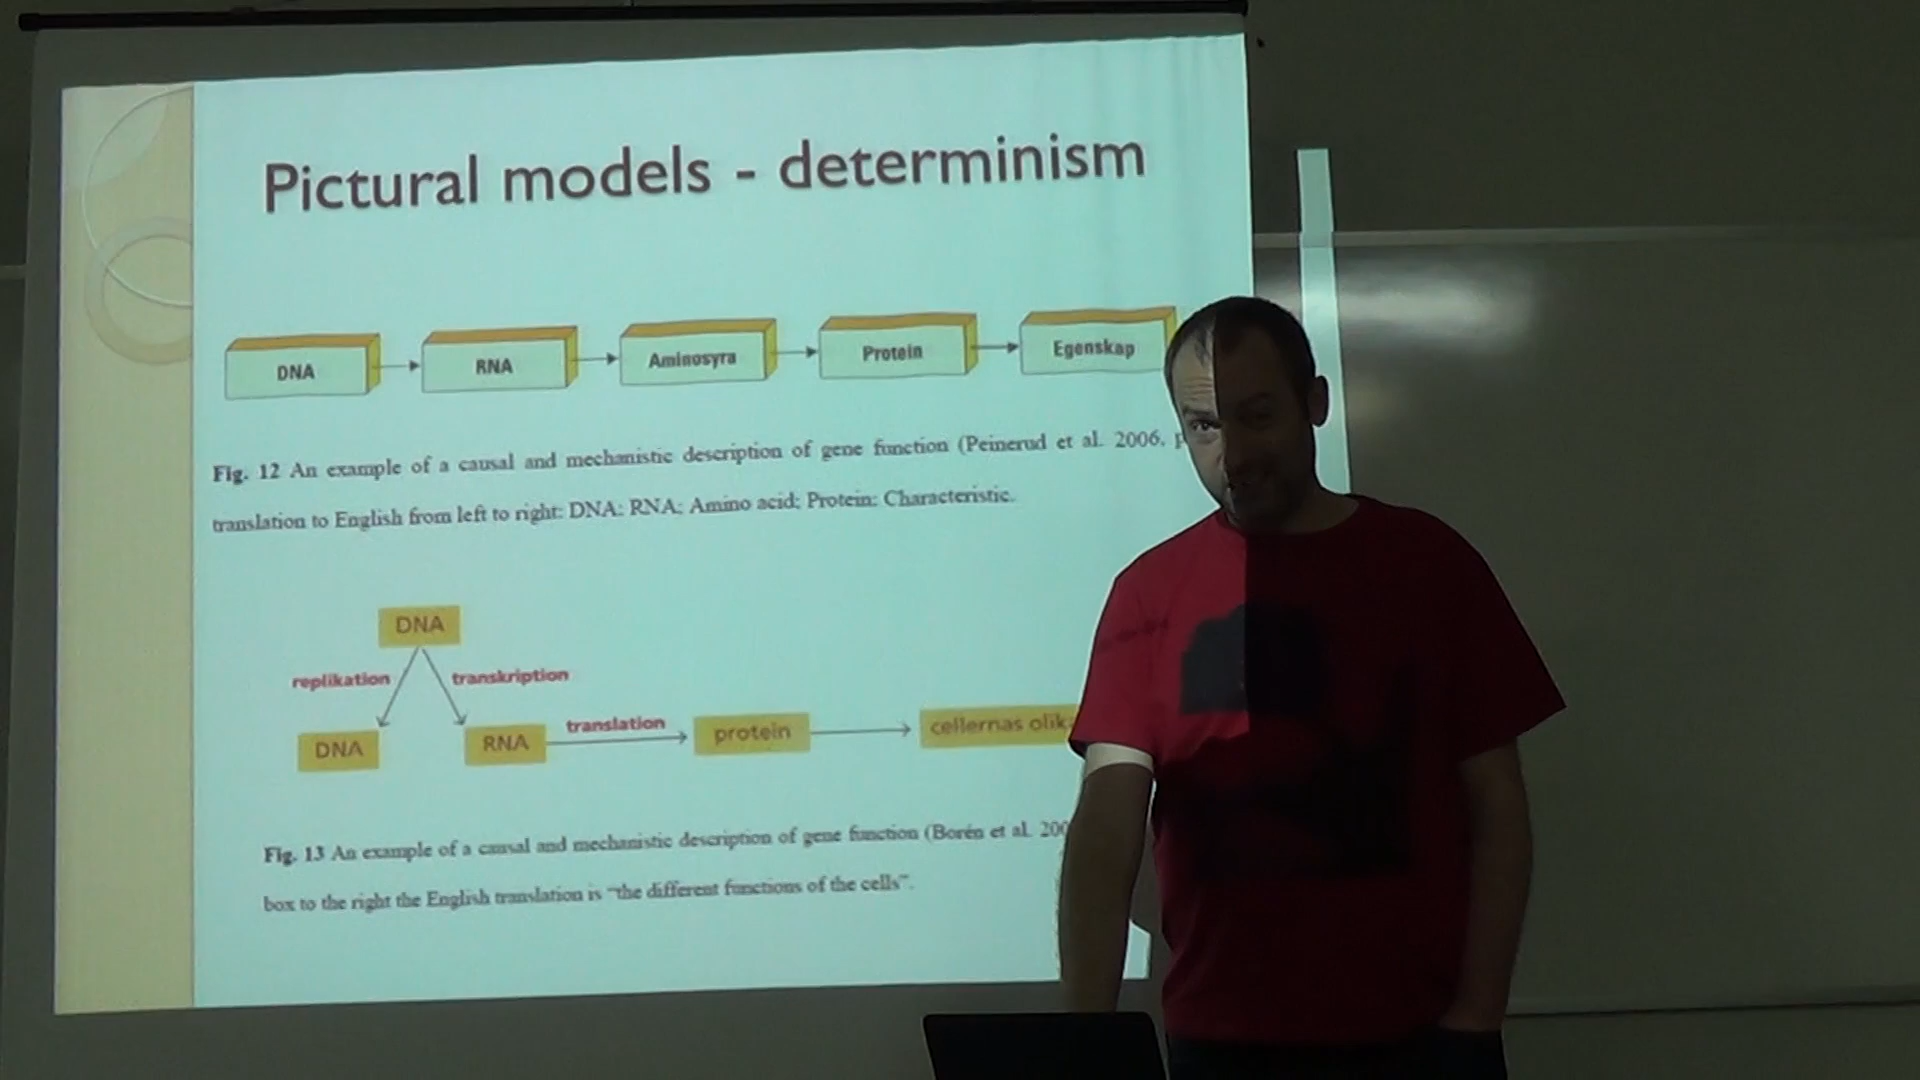 Pictural models - determinism
DNA
RNA
Aminosyra
Protein
Egenskap
Fig. 12 An example of a causal and mechanistic description of gene function (Peinerud et al. 2006, p
translation to English from left to right: DNA; RNA; Amino acid; Protein; Characteristic.
DNA
replikation
transkription
DNA
RNA
translation
protein
cellernas olika
Fig. 13 An example of a causal and mechanistic description of gene function (Borén et al. 200
box to the right the English translation is "the different functions of the cells".